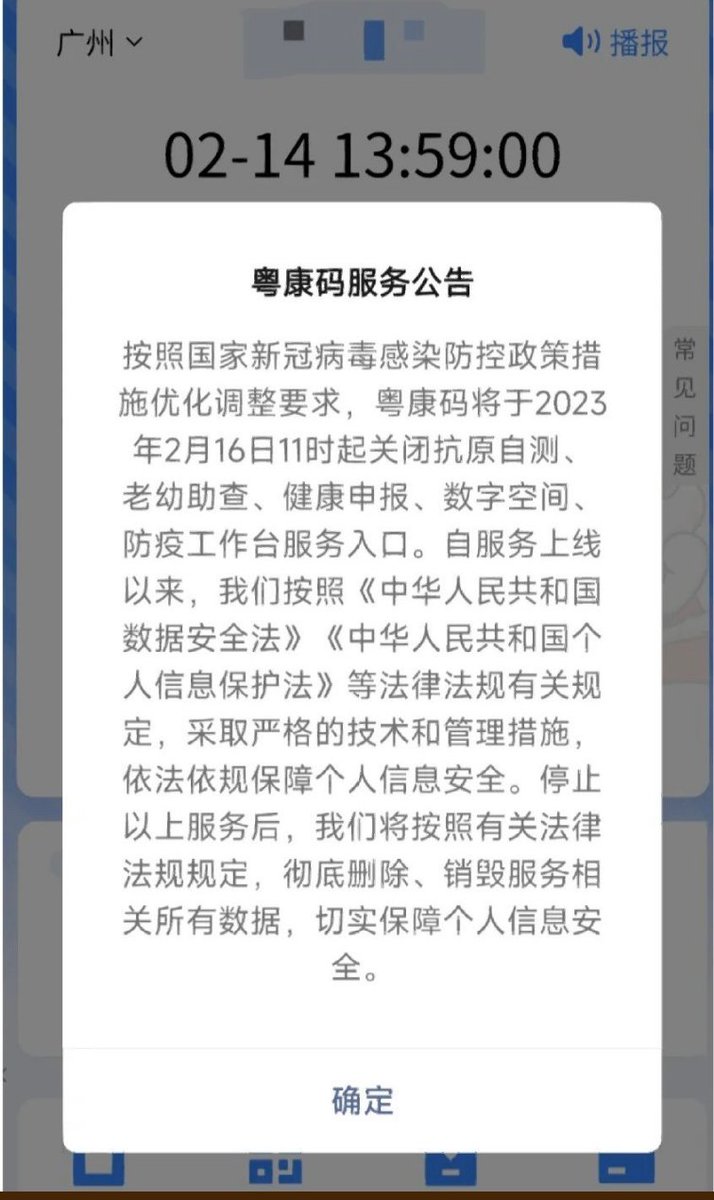 广州
播报
02-14 13:59:00
粤康码服务公告
按照国家新冠病毒感染防控政策措
施优化调整要求，粤康码将于2023
年2月16日11时起关闭抗原自测、
老幼助查、健康申报、数字空间、
防疫工作台服务入口。自服务上线
以来，我们按照《中华人民共和国
数据安全法》《中华人民共和国个
人信息保护法》等法律法规有关规
定，采取严格的技术和管理措施，
依法依规保障个人信息安全。停止
以上服务后，我们将按照有关法律
法规规定，彻底删除、销毁服务相
关所有数据，切实保障个人信息安
全。
常见问题
确定